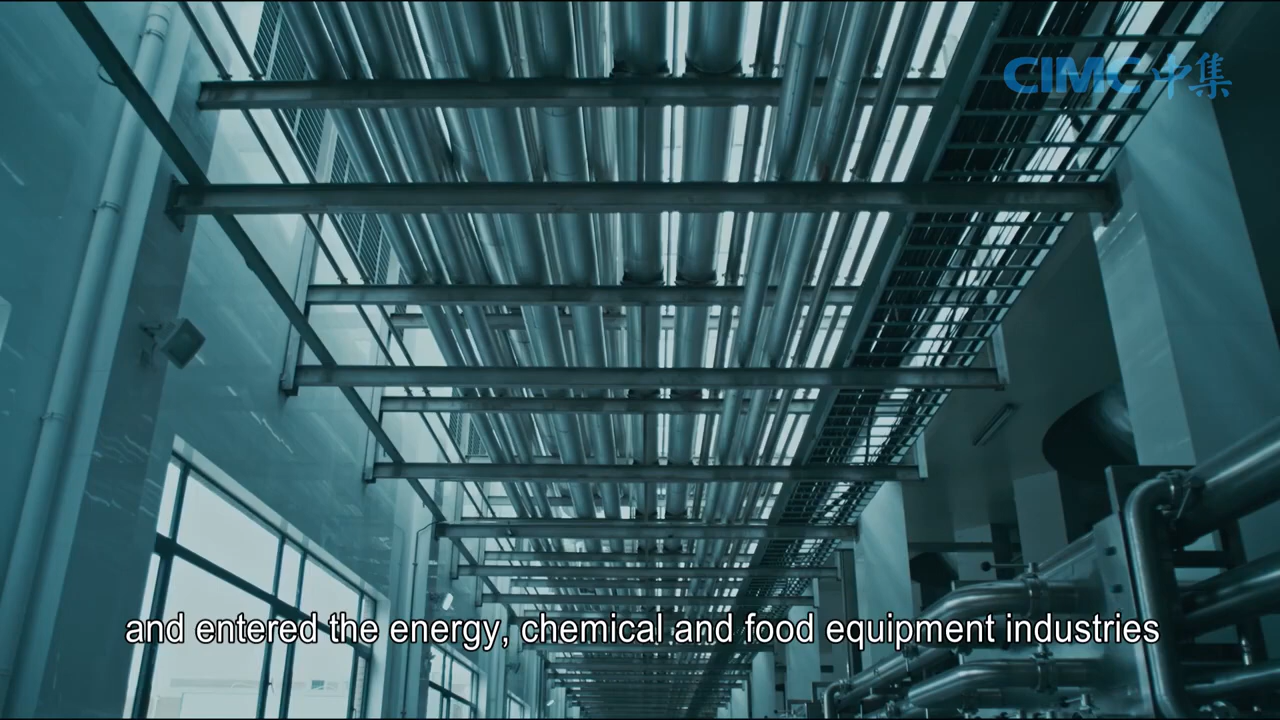 CIMC中集
and entered the energy, chemical and food equipment industries